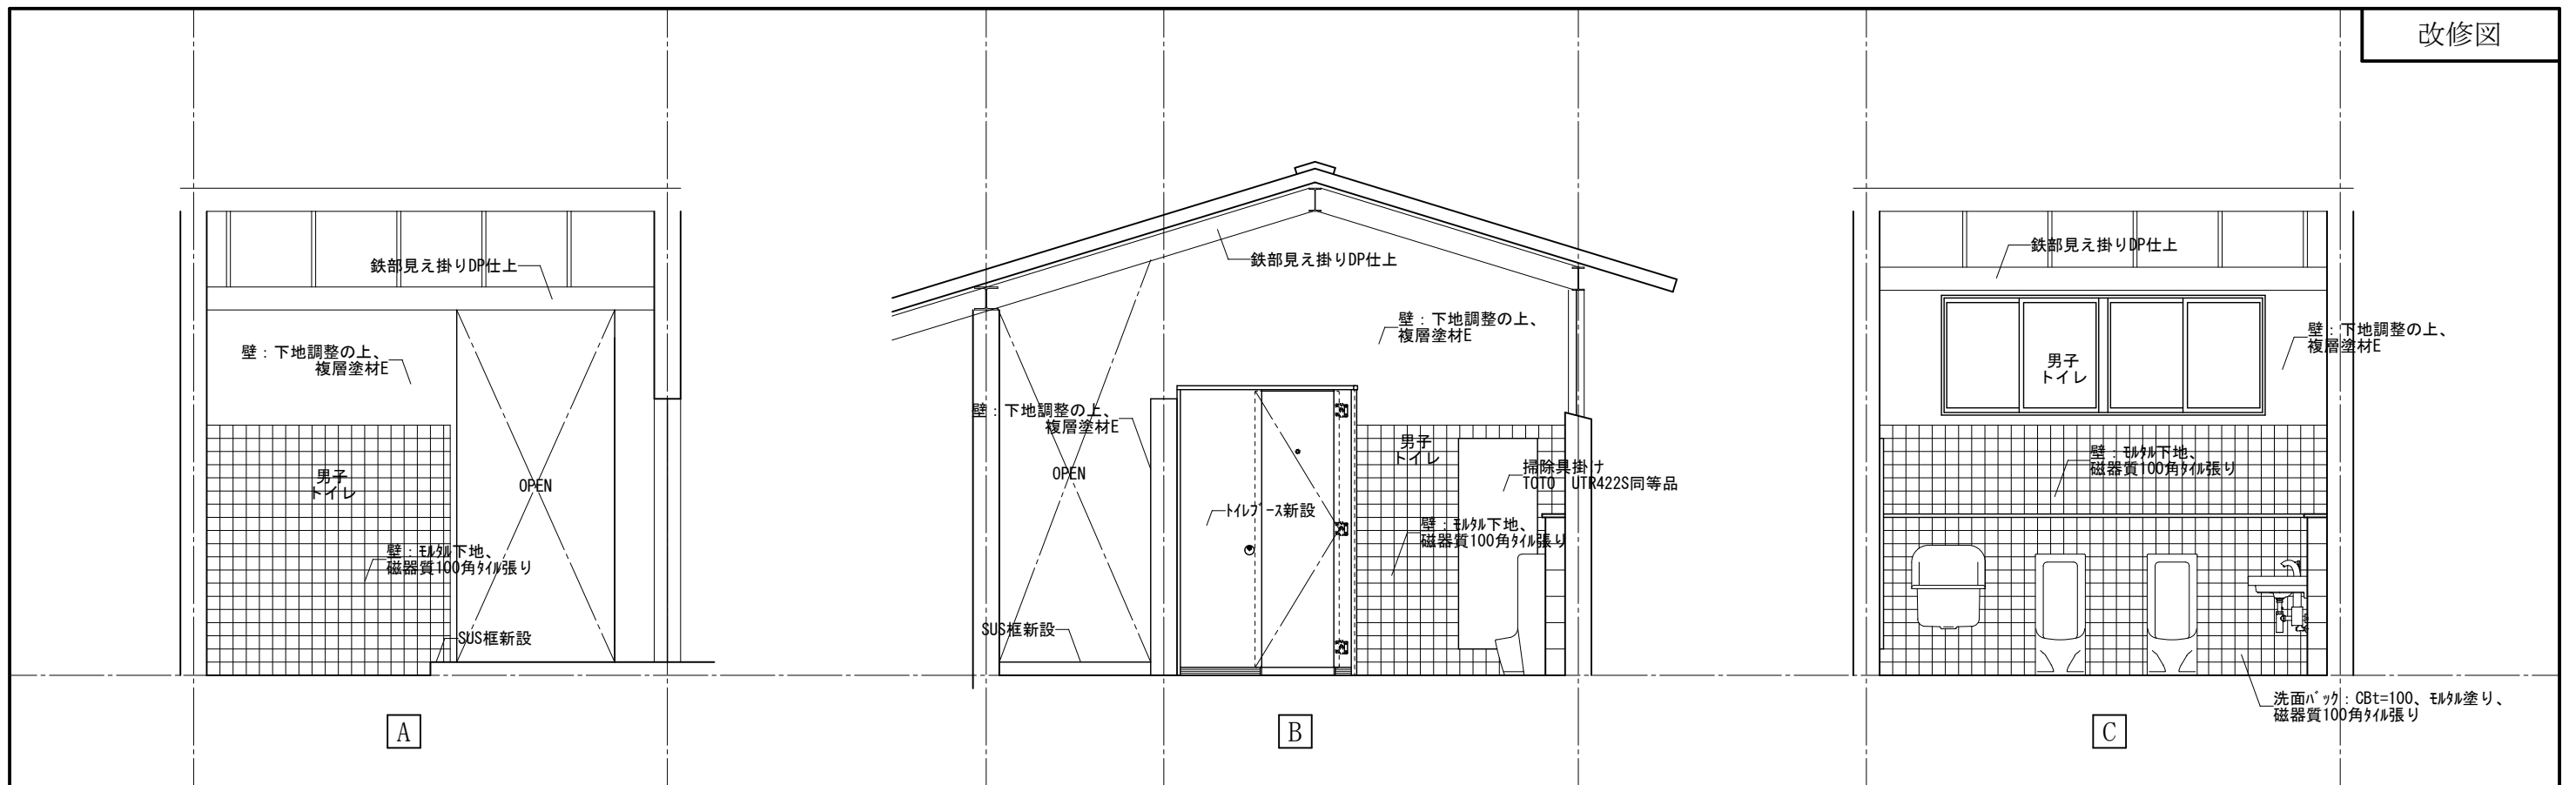 改修図
鉄部見え掛りDP仕上
壁：下地調整の上、
複層塗材E
男子
トイレ
OPEN
壁：ﾓﾙﾀﾙ下地、
磁器質100角ﾀｲﾙ張り
SUS框新設
A
鉄部見え掛りDP仕上
壁：下地調整の上、
複層塗材E
壁：下地調整の上、
複層塗材E
OPEN
男子
トイレ
掃除具掛け
TOTO　UTR422S同等品
ﾄｲﾚﾌﾞｰｽ新設
壁：ﾓﾙﾀﾙ下地、
磁器質100角ﾀｲﾙ張り
SUS框新設
B
鉄部見え掛りDP仕上
壁：下地調整の上、
複層塗材E
男子
トイレ
壁：ﾓﾙﾀﾙ下地、
磁器質100角ﾀｲﾙ張り
洗面ﾊﾞｯｸ：CBt=100、ﾓﾙﾀﾙ塗り、
磁器質100角ﾀｲﾙ張り
C